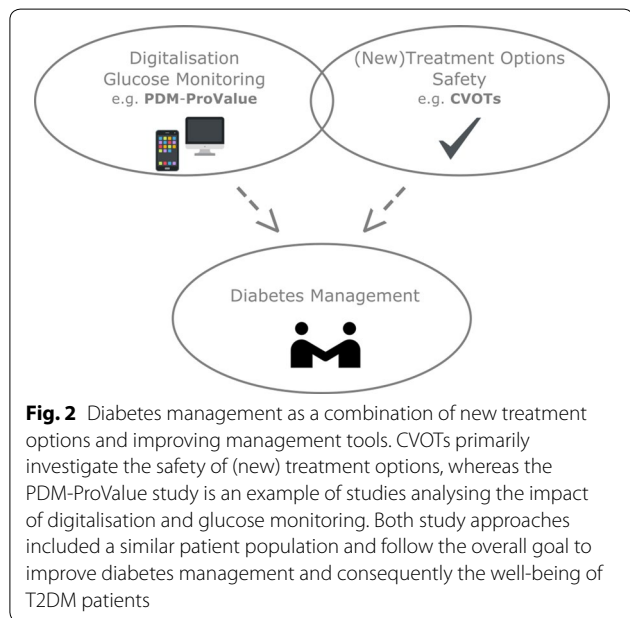 Digitalisation
Glucose Monitoring
e.g. PDM-ProValue
(New)Treatment Options
Safety
e.g. CVOTs
Diabetes Management
Fig. 2 Diabetes management as a combination of new treatment
options and improving management tools. CVOTs primarily
investigate the safety of (new) treatment options, whereas the
PDM-ProValue study is an example of studies analysing the impact
of digitalisation and glucose monitoring. Both study approaches
included a similar patient population and follow the overall goal to
improve diabetes management and consequently the well-being of
T2DM patients